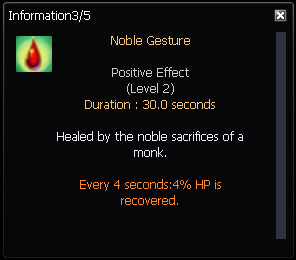 Information3/5
Noble Gesture
Positive Effect
(Level 2)
Duration : 30.0 seconds
Healed by the noble sacrifices of a
monk.
Every 4 seconds:4% HP is
recovered.